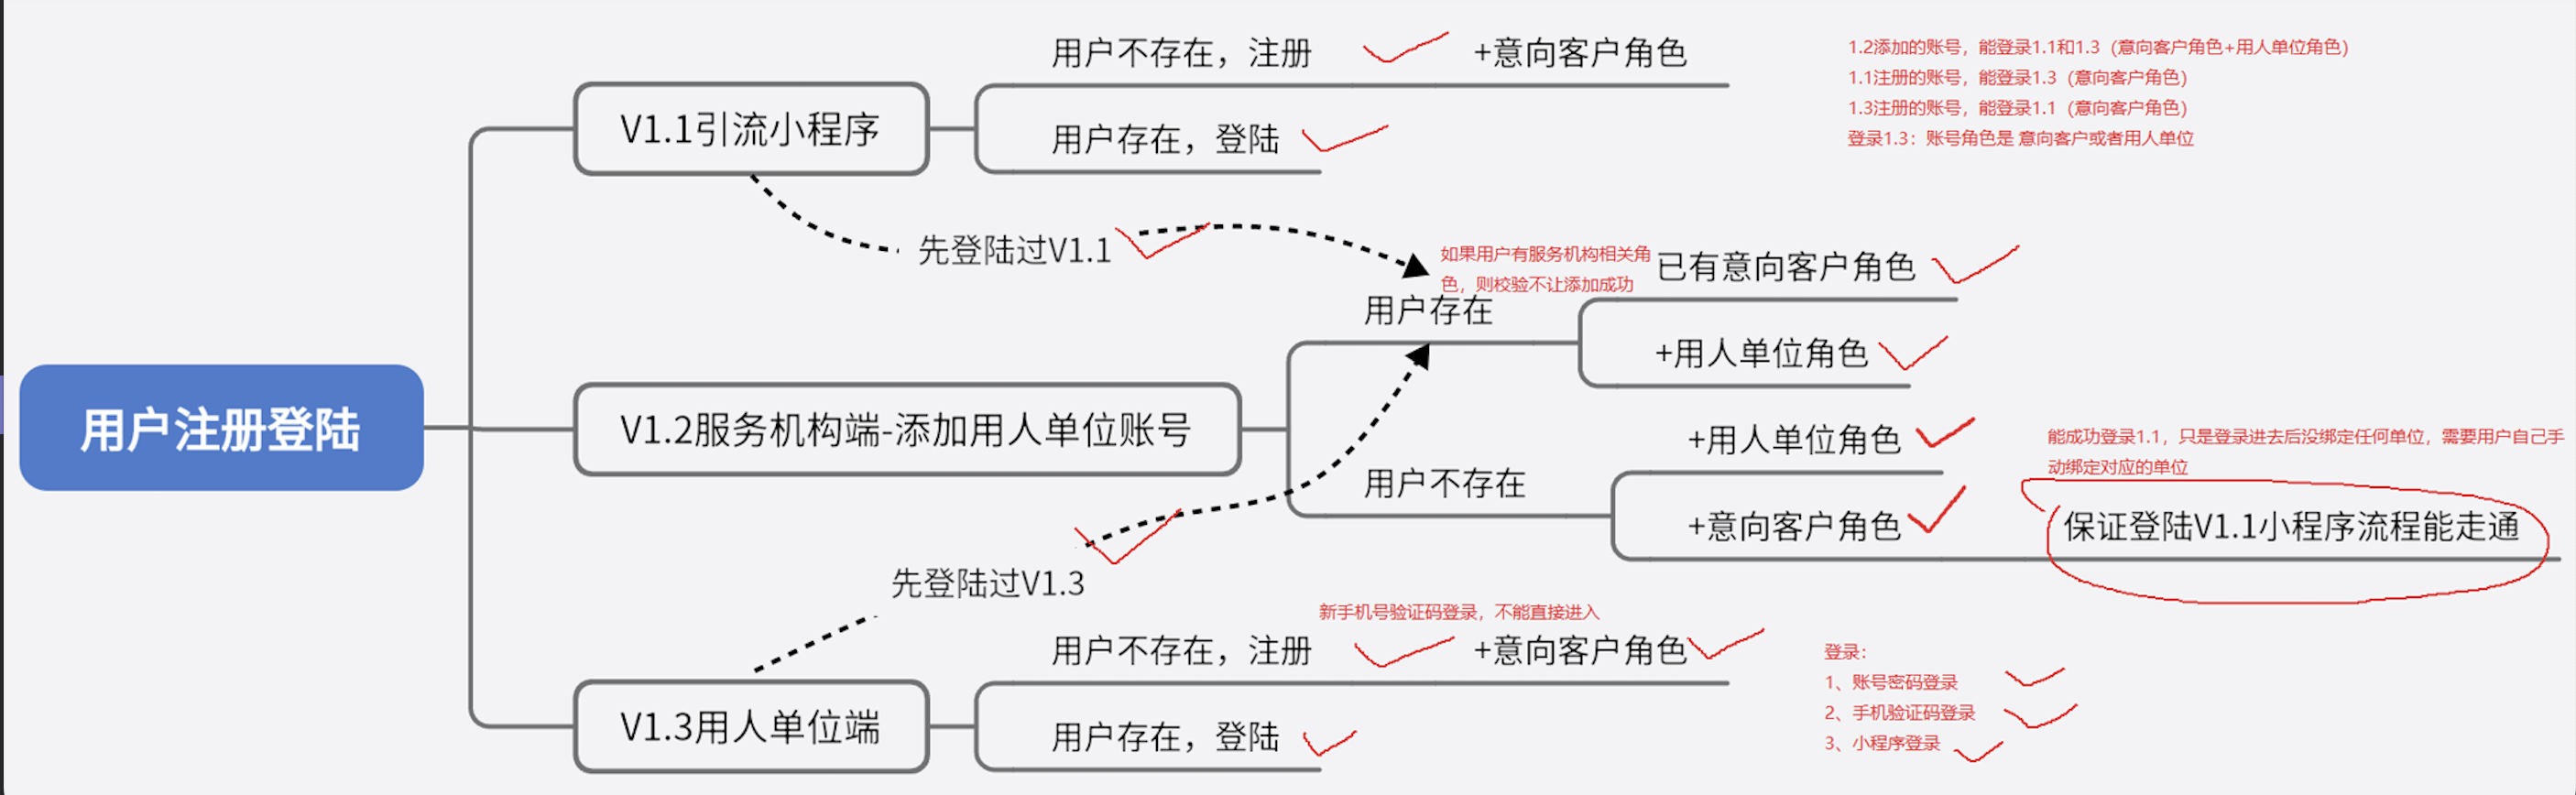 用户不存在，注册
+意向客户角色
1.2添加的账号，能登录1.1和1.3（意向客户角色+用人单位角色）
1.1注册的账号，能登录1.3（意向客户角色）
1.3注册的账号，能登录1.1（意向客户角色）
登录1.3：账号角色是 意向客户或者用人单位
V1.1引流小程序
用户存在，登陆
先登陆过V1.1
如果用户有服务机构相关角
色，则校验不让添加成功
已有意向客户角色
用户存在
+用人单位角色
用户注册登陆
V1.2服务机构端-添加用人单位账号
+用人单位角色
能成功登录1.1，只是登录进去后没绑定任何单位，需要用户自己手
动绑定对应的单位
用户不存在
+意向客户角色
保证登陆V1.1小程序流程能走通
先登陆过V1.3
新手机号验证码登录，不能直接进入
用户不存在，注册
+意向客户角色
登录：
1、账号密码登录
2、手机验证码登录
3、小程序登录
V1.3用人单位端
用户存在，登陆